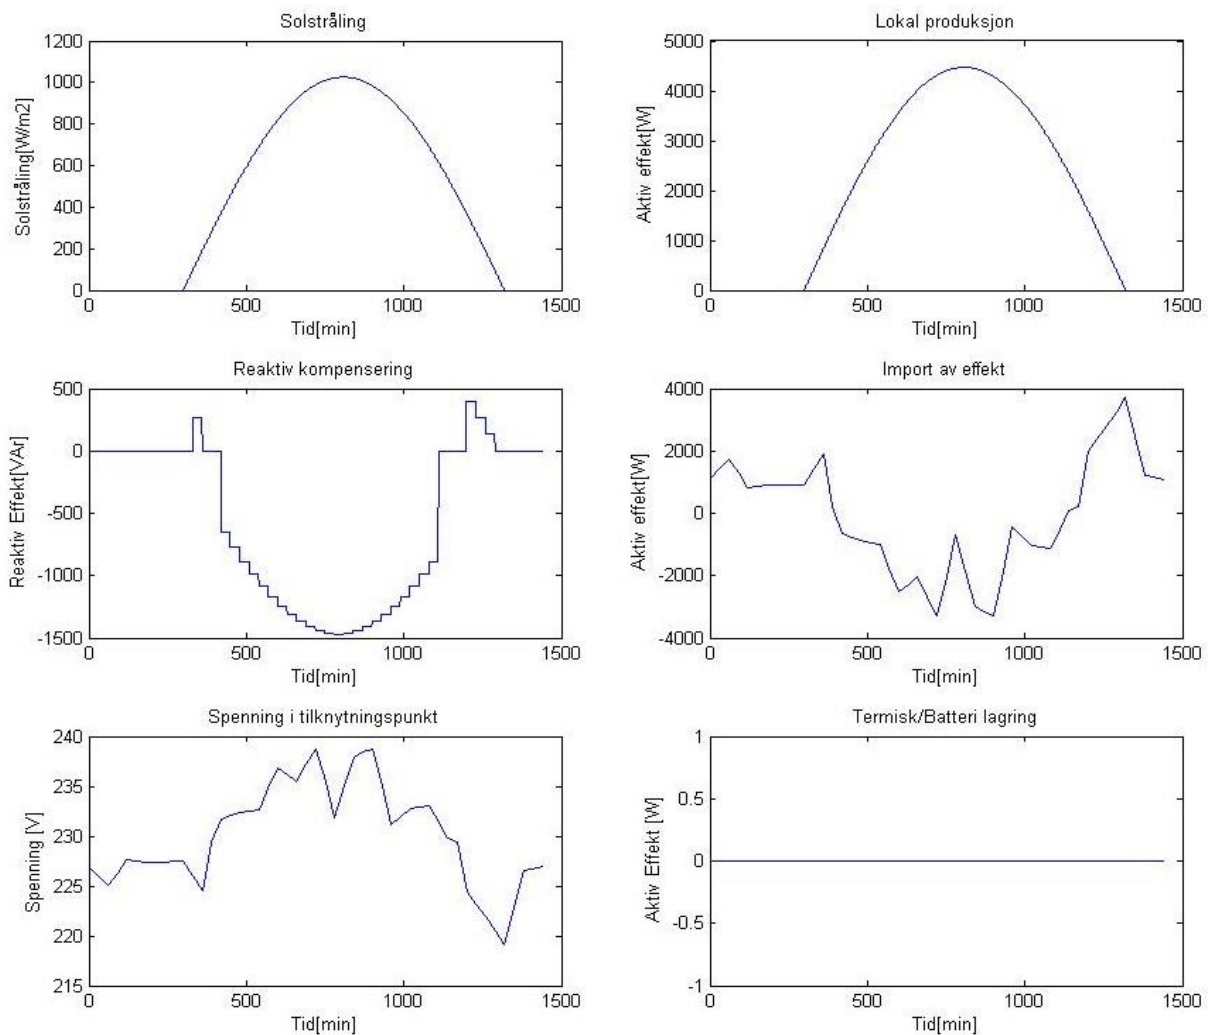 Solstråling
1200
1000
800
600
400
200
0
Solstråling[W/m2]
0 500 1000 1500
Tid[min]
Lokal produksjon
5000
4000
3000
2000
1000
0
Aktiv effekt[W]
0 500 1000 1500
Tid[min]
Reaktiv kompensering
500
0
-500
-1000
-1500
Reaktiv Effekt[VAr]
0 500 1000 1500
Tid[min]
Import av effekt
4000
2000
0
-2000
-4000
Aktiv effekt[W]
0 500 1000 1500
Tid[min]
Spenning i tilknytningspunkt
240
235
230
225
220
215
Spenning [V]
0 500 1000 1500
Tid[min]
Termisk/Batteri lagring
1
0.5
0
-0.5
-1
Aktiv Effekt [W]
0 500 1000 1500
Tid[min]